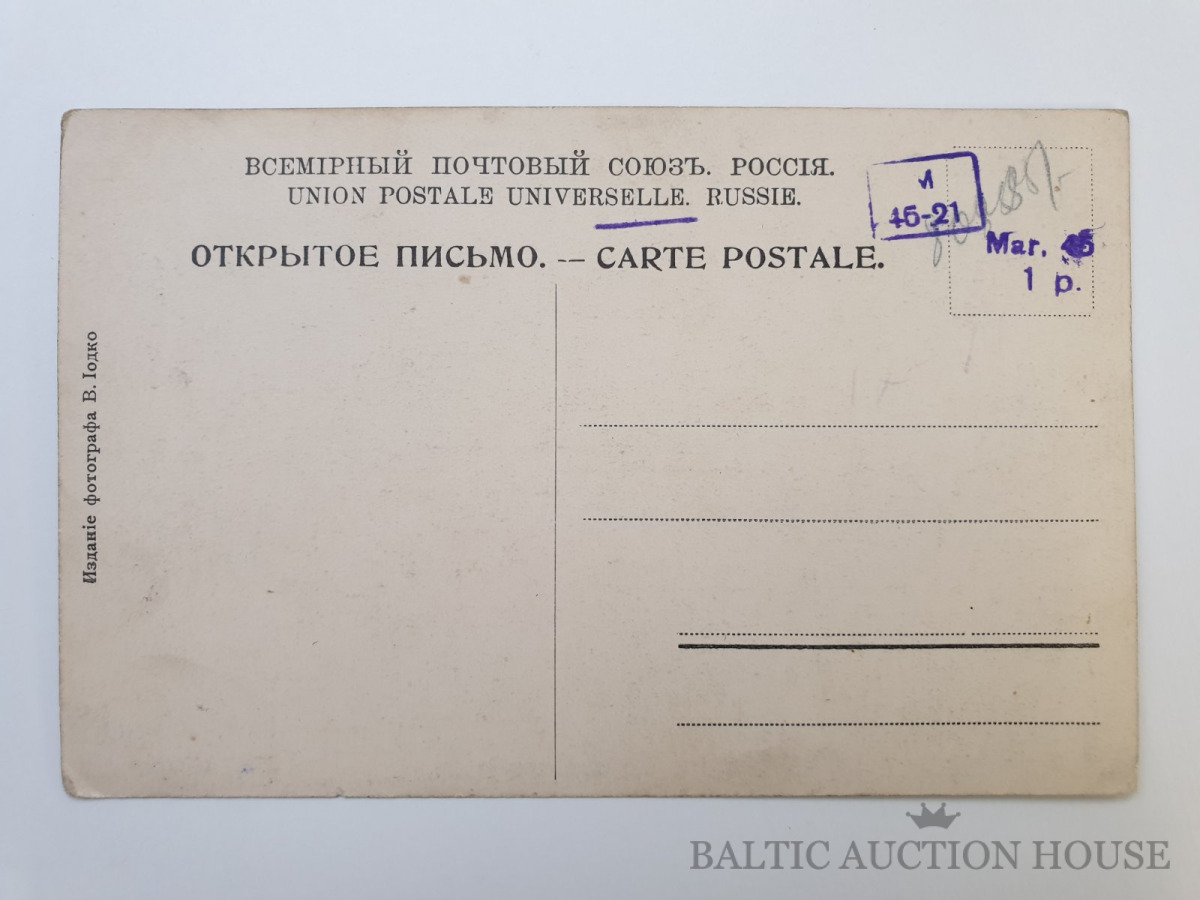 ВСЕМІРНЫЙ ПОЧТОВЫЙ СОЮЗЪ. РОССІЯ.
UNION POSTALE UNIVERSELLE. RUSSIE.
ОТКРЫТОЕ ПИСЬМО. -- CARTE POSTALE.
И
15-21
Маг.
1 р.
Изданіе фотографа В. Іодко
BALTIC AUCTION HOUSE